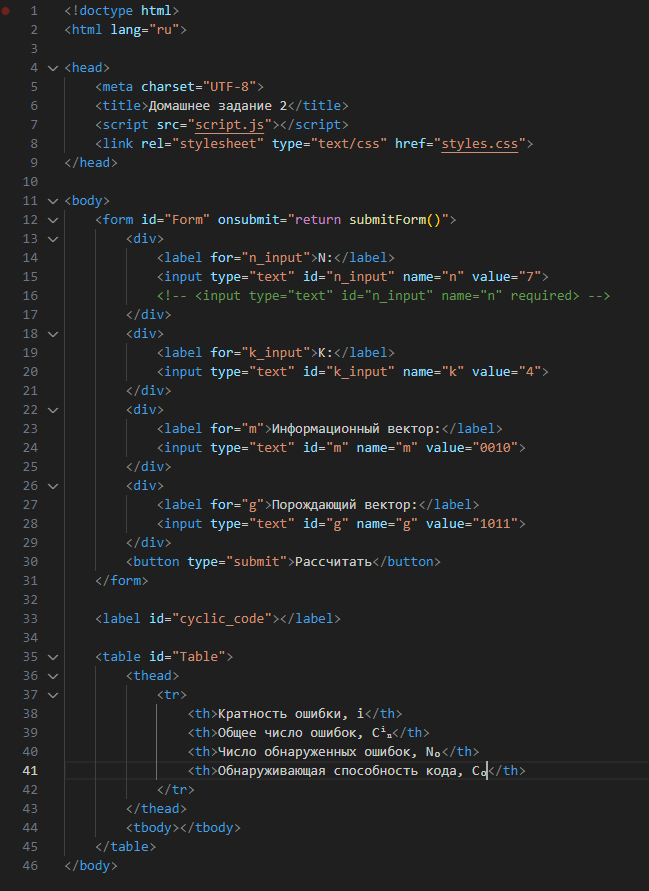 1 <!doctype html>
2 <html lang="ru">
3
4 <head>
5     <meta charset="UTF-8">
6     <title>Домашнее задание 2</title>
7     <script src="script.js"></script>
8     <link rel="stylesheet" type="text/css" href="styles.css">
9 </head>
10
11 <body>
12     <form id="Form" onsubmit="return submitForm()">
13         <div>
14             <label for="n_input">N:</label>
15             <input type="text" id="n_input" name="n" value="7">
16             <!-- <input type="text" id="n_input" name="n" required> -->
17         </div>
18         <div>
19             <label for="k_input">K:</label>
20             <input type="text" id="k_input" name="k" value="4">
21         </div>
22         <div>
23             <label for="m">Информационный вектор:</label>
24             <input type="text" id="m" name="m" value="0010">
25         </div>
26         <div>
27             <label for="g">Порождающий вектор:</label>
28             <input type="text" id="g" name="g" value="1011">
29         </div>
30         <button type="submit">Рассчитать</button>
31     </form>
32
33     <label id="cyclic_code"></label>
34
35     <table id="Table">
36         <thead>
37             <tr>
38                 <th>Кратность ошибки, i</th>
39                 <th>Общее число ошибок, Cⁱₙ</th>
40                 <th>Число обнаруженных ошибок, Nₒ</th>
41                 <th>Обнаруживающая способность кода, Cₒ</th>
42             </tr>
43         </thead>
44         <tbody></tbody>
45     </table>
46 </body>